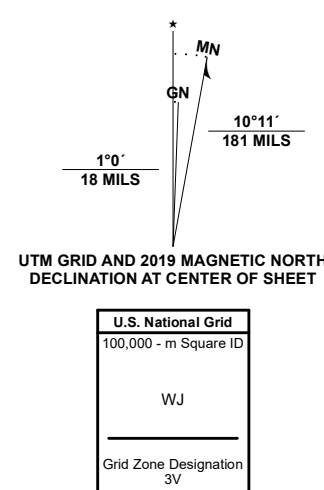 ★
MN
GN
10°11´
181 MILS
1°0´
18 MILS
UTM GRID AND 2019 MAGNETIC NORTH
DECLINATION AT CENTER OF SHEET
U.S. National Grid
100,000 - m Square ID
WJ
Grid Zone Designation
3V